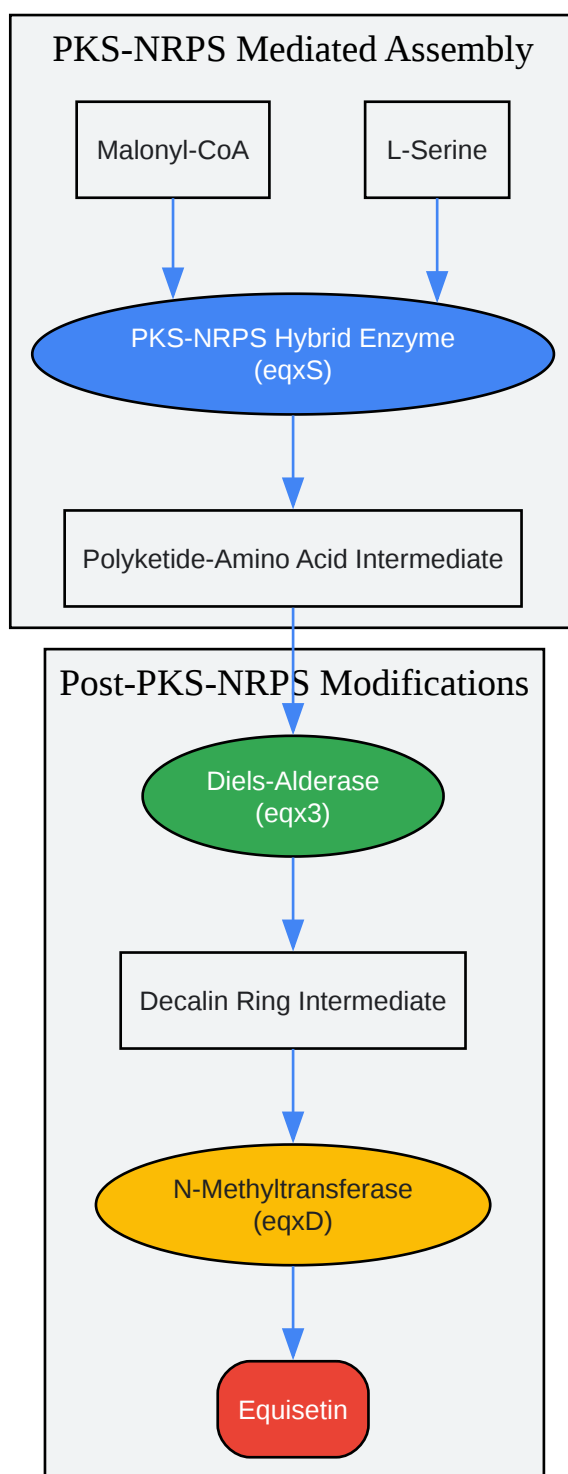 PKS-NRPS Mediated Assembly
Malonyl-CoA
L-Serine
PKS-NRPS Hybrid Enzyme
(eqxS)
Polyketide-Amino Acid Intermediate
Post-PKS-NRPS Modifications
Diels-Alderase
(eqx3)
Decalin Ring Intermediate
N-Methyltransferase
(eqxD)
Equisetin